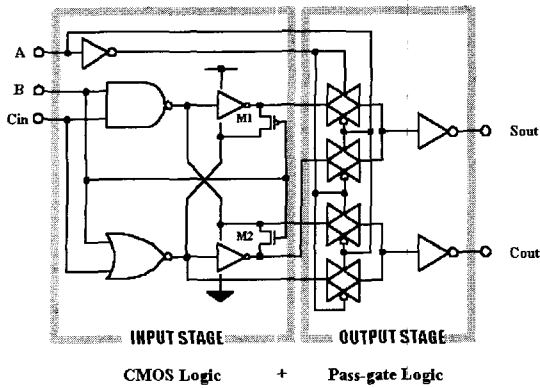 A
B
Cin
M1
M2
Sout
Cout
INPUT STAGE
OUTPUT STAGE
CMOS Logic + Pass-gate Logic